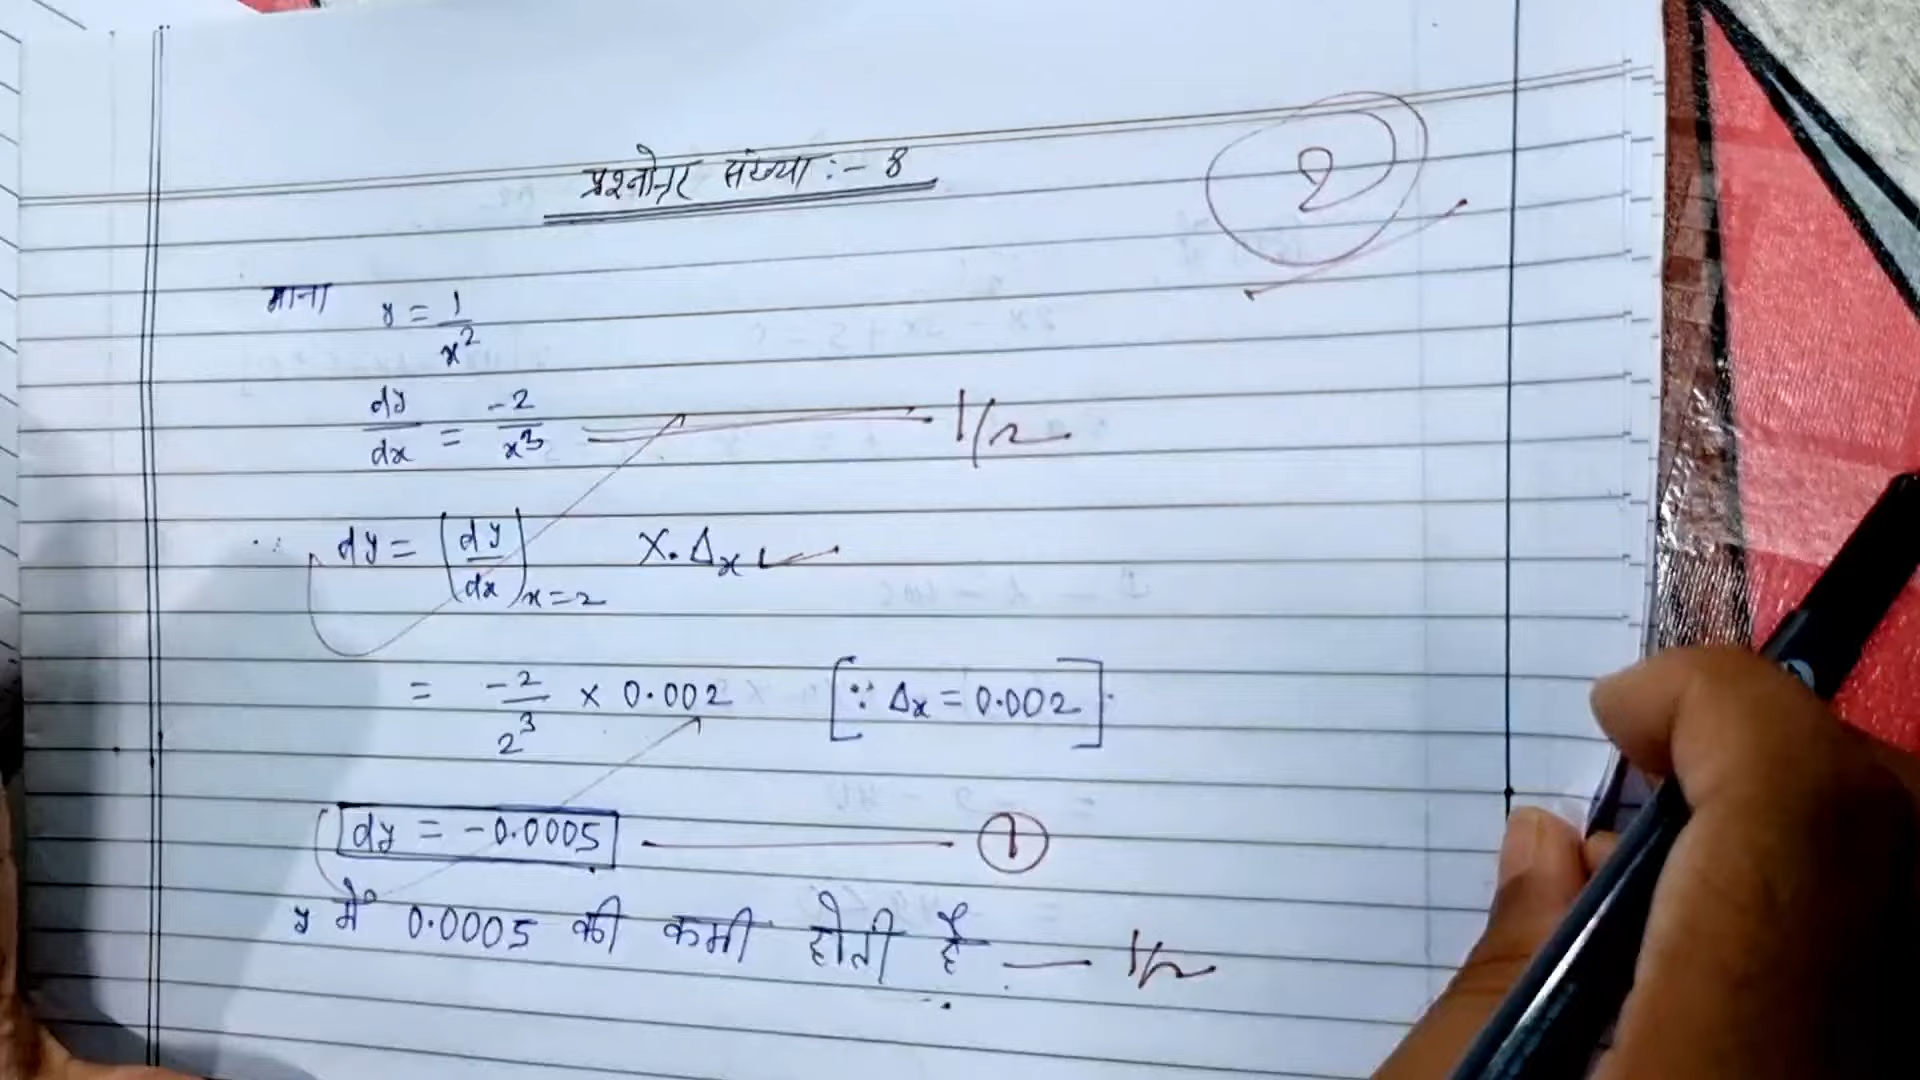 प्रश्नोत्तर संख्या :- 8
2
माना y = 1/x²
dy/dx = -2/x³ 1/2
∵ dy = (dy/dx)x=2 X. Δx
= -2/2³ × 0.002 [∵ Δx = 0.002]
dy = -0.0005 1
y में 0.0005 की कमी होती है 1/2